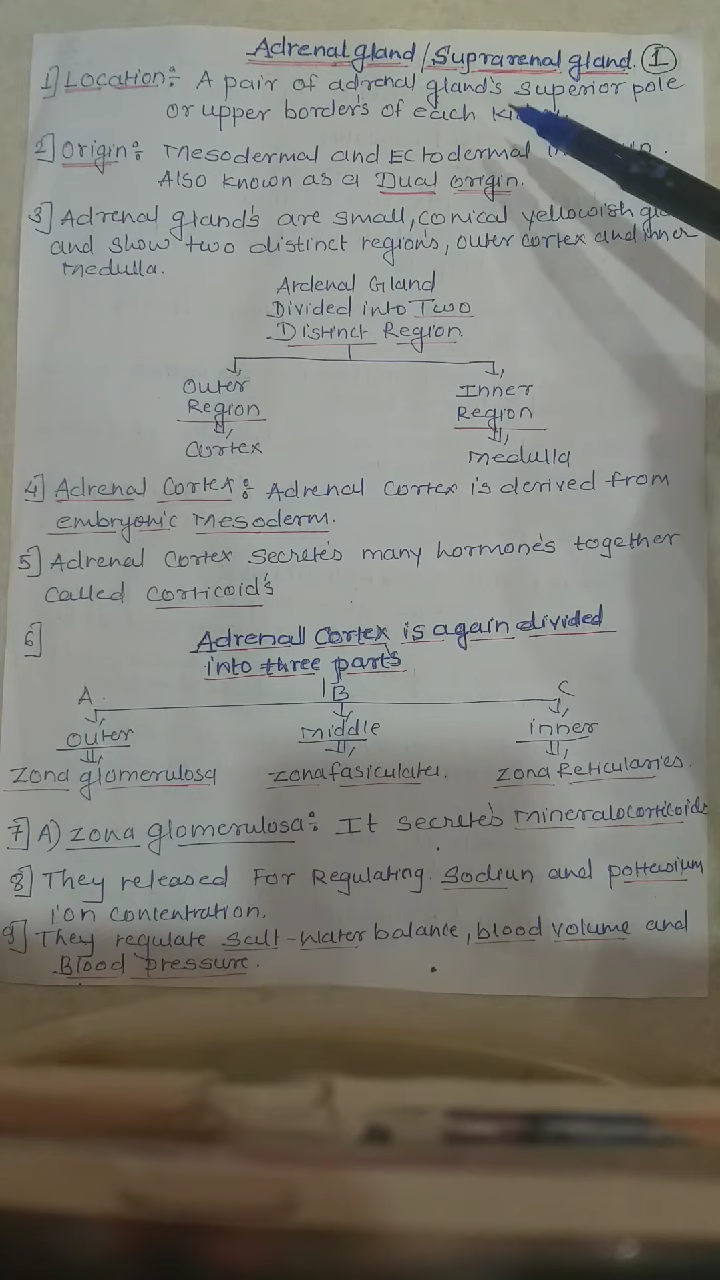 Adrenal gland / Suprarenal gland. 1
1] Location:- A pair of adrenal gland's superior pole
or upper border's of each
2] Origin:- Mesodermal and Ectodermal
Also known as a Dual origin.
3] Adrenal gland's are small, conical yellowish
and show two distinct region's, outer cortex and inner
medulla.
Ardenal Gland
Divided into Two
Distinct Region
Outer Inner
Region Region
Cortex Medulla
4] Adrenal Cortex:- Adrenal cortex is derived from
embryonic mesoderm.
5] Adrenal Cortex secrete's many hormone's together
called corticoid's
6] Adrenall Cortex is again divided
into three part's
A. B C
outer middle inner
Zona glomerulosa zona fasiculates. zona Reticularies.
7] A) zona glomerulosa:- It secrete's mineralocorticoids
8] They released For Regulating. Sodiun and pottassium
ion concentration.
9] They regulate salt-water balance, blood volume and
Blood pressure.